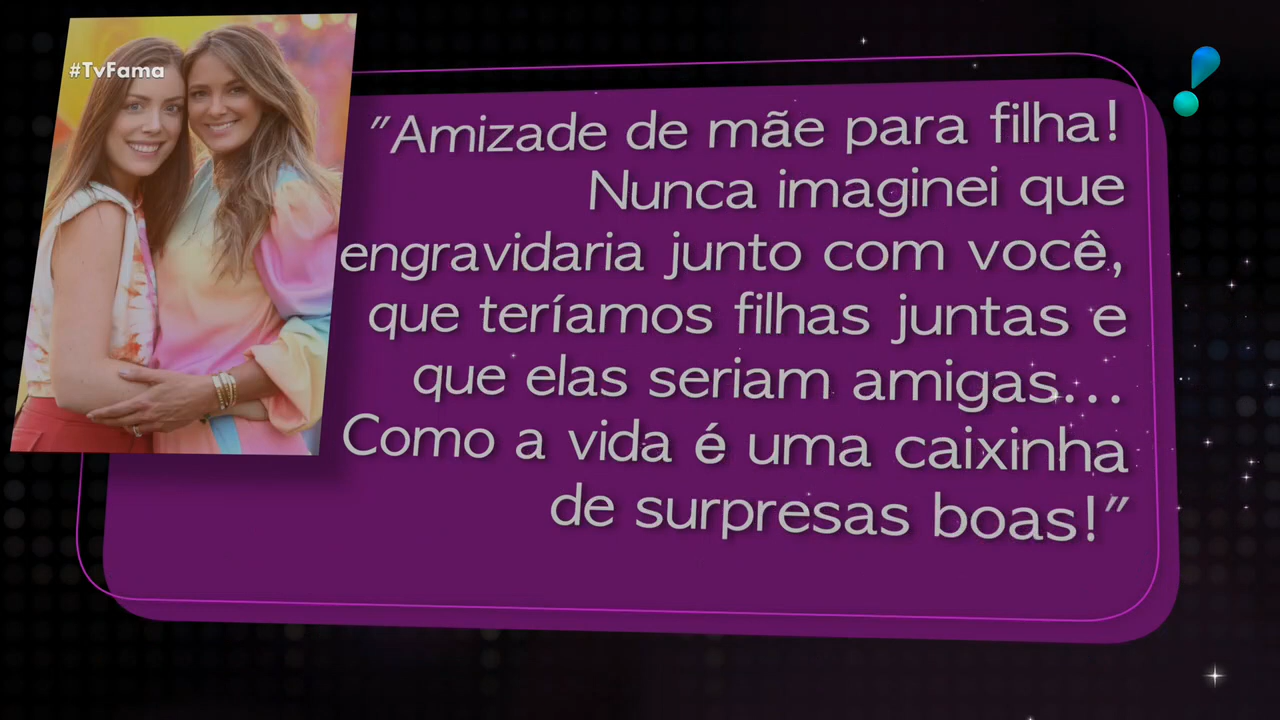 #TvFama
"Amizade de mãe para filha!
Nunca imaginei que
engravidaria junto com você,
que teríamos filhas juntas e
que elas seriam amigas...
Como a vida é uma caixinha
de surpresas boas!"